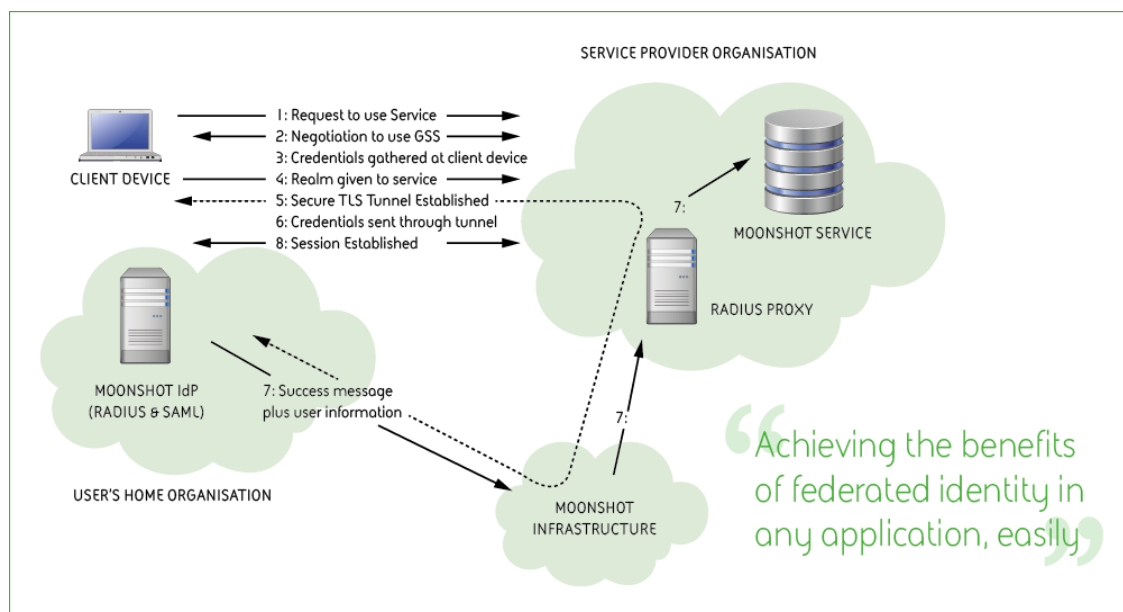 SERVICE PROVIDER ORGANISATION
1: Request to use Service
2: Negotiation to use GSS
3: Credentials gathered at client device
CLIENT DEVICE
4: Realm given to service
5: Secure TLS Tunnel Established
6: Credentials sent through tunnel
8: Session Established
7:
MOONSHOT SERVICE
RADIUS PROXY
MOONSHOT IdP
(RADIUS & SAML)
7: Success message
plus user information
7:
USER'S HOME ORGANISATION
MOONSHOT
INFRASTRUCTURE
“Achieving the benefits
of federated identity in
any application, easily”